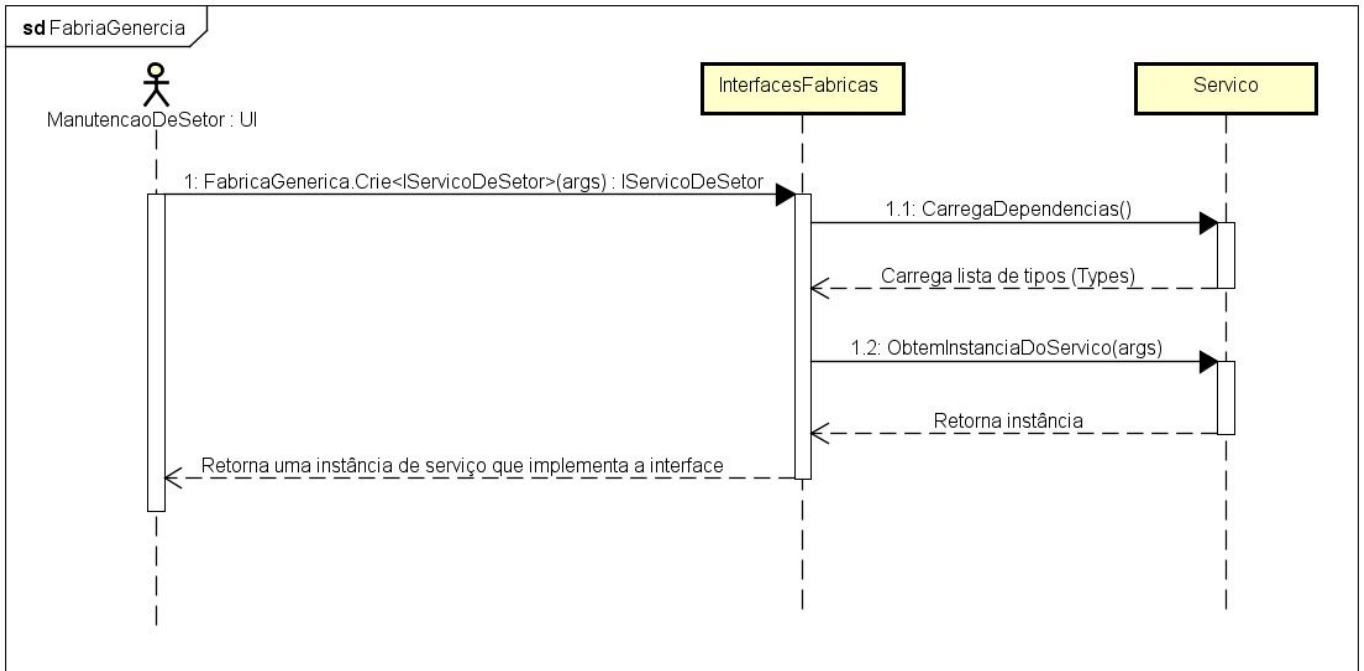 sd FabriaGenercia
ManutencaoDeSetor : UI
InterfacesFabricas
Servico
1: FabricaGenerica.Crie<IServicoDeSetor>(args) : IServicoDeSetor
1.1: CarregaDependencias()
Carrega lista de tipos (Types)
1.2: ObtemInstanciaDoServico(args)
Retorna instância
Retorna uma instância de serviço que implementa a interface